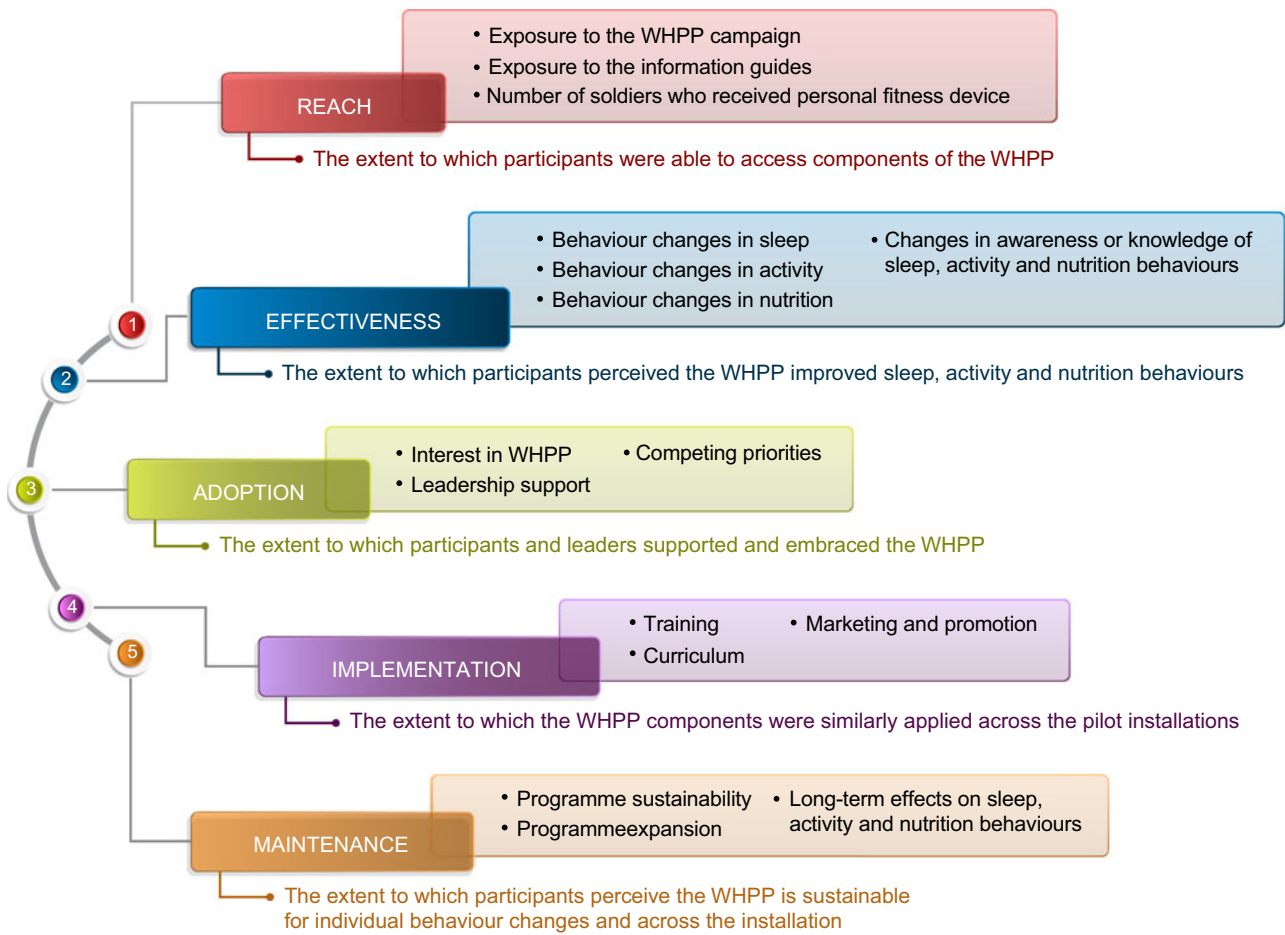 • Exposure to the WHPP campaign
• Exposure to the information guides
• Number of soldiers who received personal fitness device
REACH
The extent to which participants were able to access components of the WHPP
• Behaviour changes in sleep
• Behaviour changes in activity
• Behaviour changes in nutrition
• Changes in awareness or knowledge of
sleep, activity and nutrition behaviours
1
EFFECTIVENESS
2
The extent to which participants perceived the WHPP improved sleep, activity and nutrition behaviours
• Interest in WHPP
• Leadership support
• Competing priorities
3
ADOPTION
The extent to which participants and leaders supported and embraced the WHPP
4
• Training
• Curriculum
• Marketing and promotion
5
IMPLEMENTATION
The extent to which the WHPP components were similarly applied across the pilot installations
• Programme sustainability
• Programmeexpansion
• Long-term effects on sleep,
activity and nutrition behaviours
MAINTENANCE
The extent to which participants perceive the WHPP is sustainable
for individual behaviour changes and across the installation